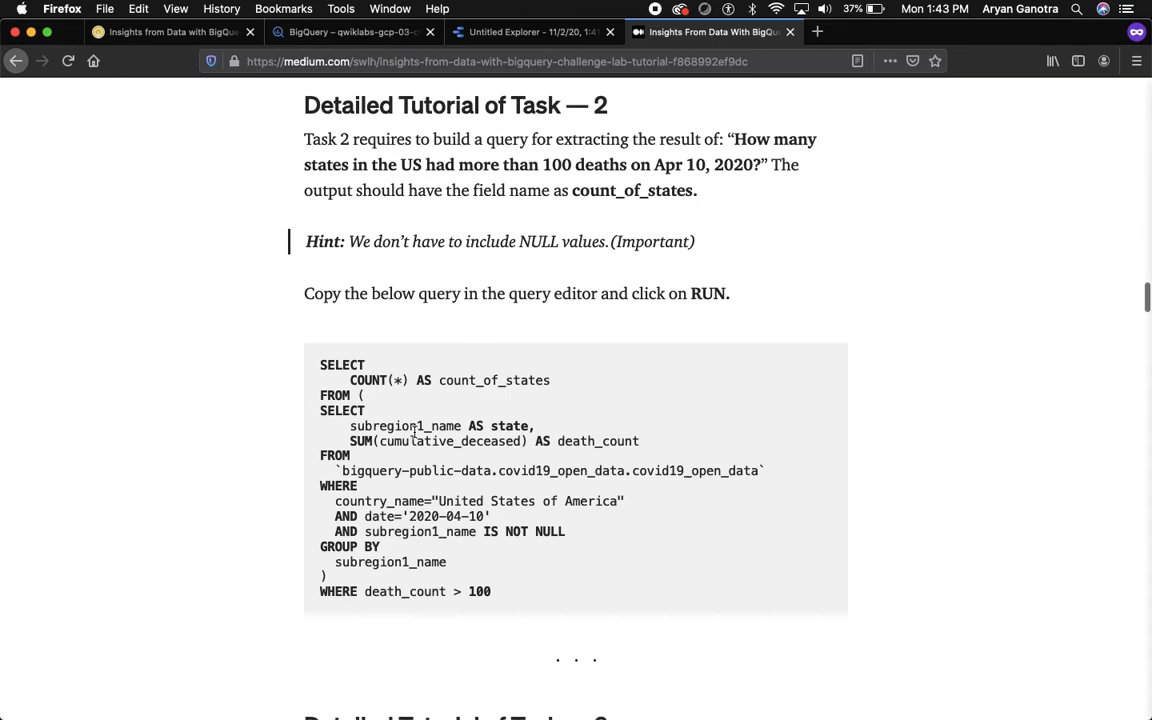 Firefox File Edit View History Bookmarks Tools Window Help 37% Mon 1:43 PM Aryan Ganotra
Insights from Data with BigQue BigQuery – qwiklabs-gcp-03-c Untitled Explorer - 11/2/20, 1:41 Insights From Data With BigQu
https://medium.com/swlh/insights-from-data-with-bigquery-challenge-lab-tutorial-f868992ef9dc
Detailed Tutorial of Task — 2
Task 2 requires to build a query for extracting the result of: “How many
states in the US had more than 100 deaths on Apr 10, 2020?” The
output should have the field name as count_of_states.
Hint: We don’t have to include NULL values.(Important)
Copy the below query in the query editor and click on RUN.
SELECT
COUNT(*) AS count_of_states
FROM (
SELECT
subregion1_name AS state,
SUM(cumulative_deceased) AS death_count
FROM
`bigquery-public-data.covid19_open_data.covid19_open_data`
WHERE
country_name="United States of America"
AND date='2020-04-10'
AND subregion1_name IS NOT NULL
GROUP BY
subregion1_name
)
WHERE death_count > 100
. . .